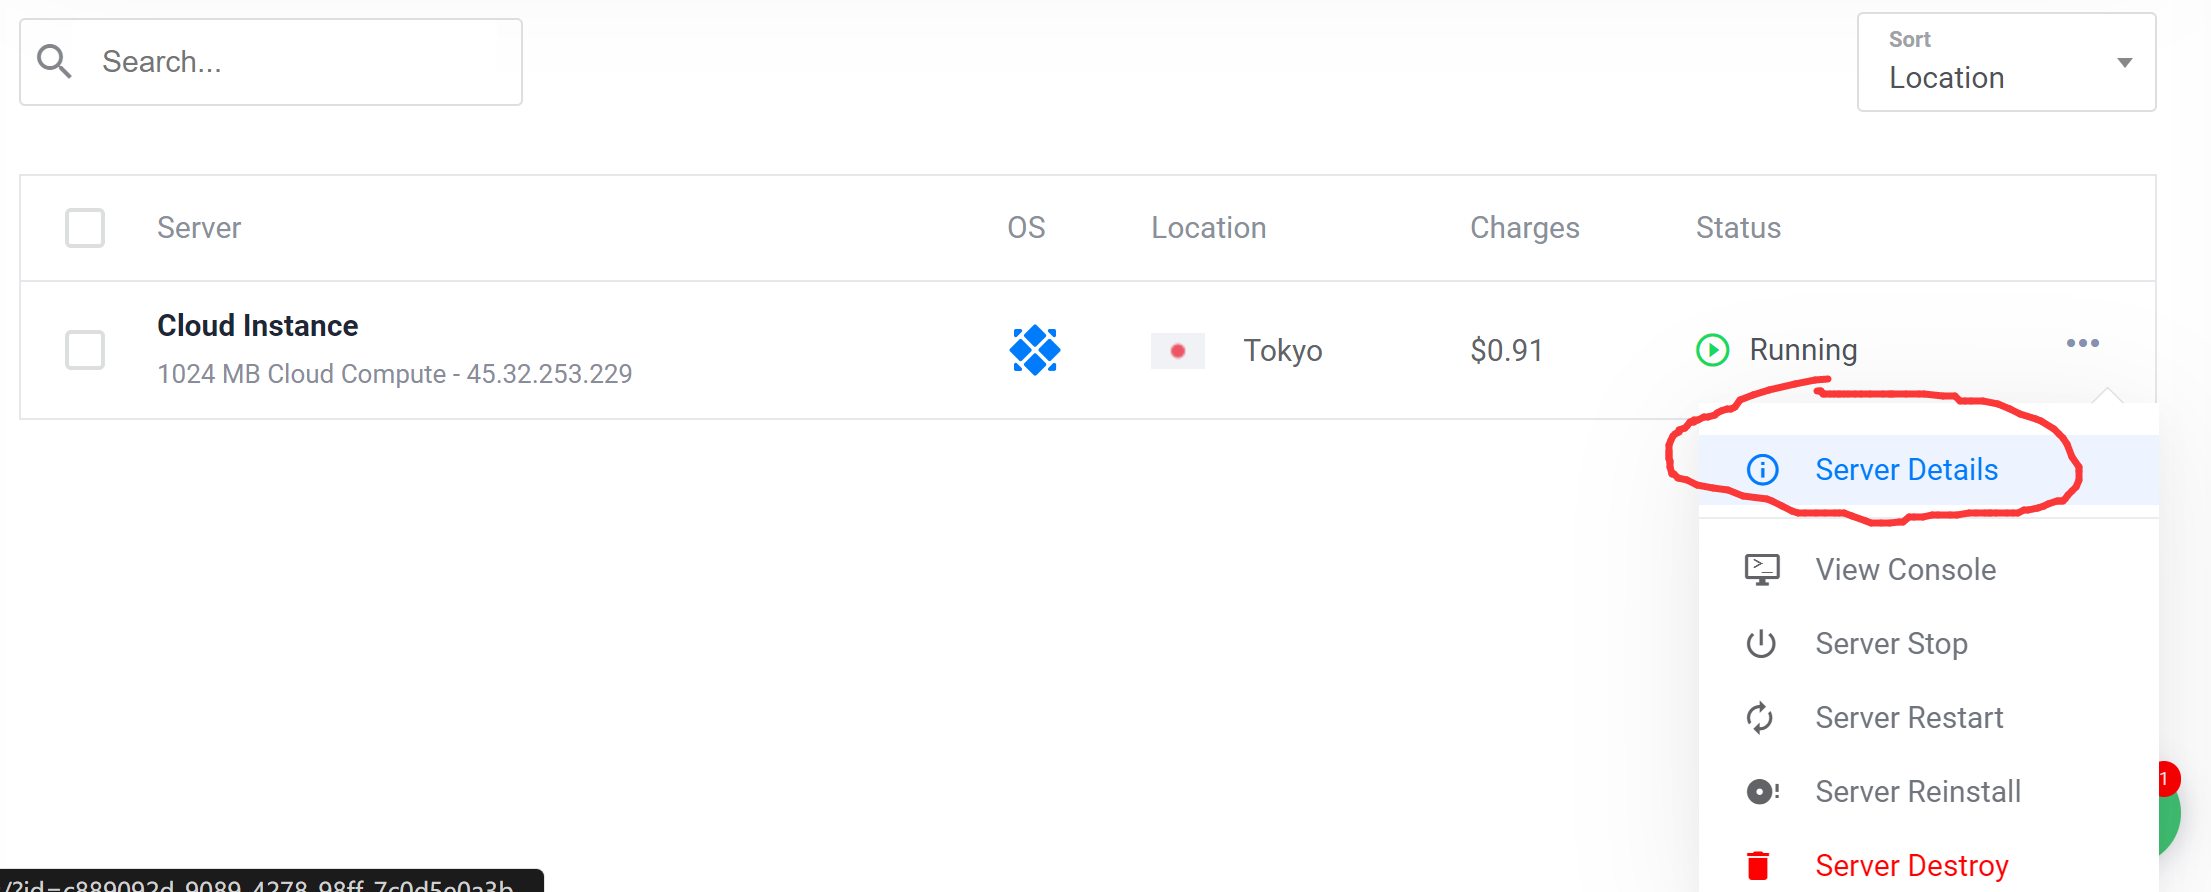 Search...
Sort
Location
Server OS Location Charges Status
Cloud Instance
1024 MB Cloud Compute - 45.32.253.229
Tokyo $0.91 Running •••
Server Details
View Console
Server Stop
Server Restart
Server Reinstall
1
Server Destroy
/?id=c889092d-9089-4278-98ff-7c0d5e0a3b